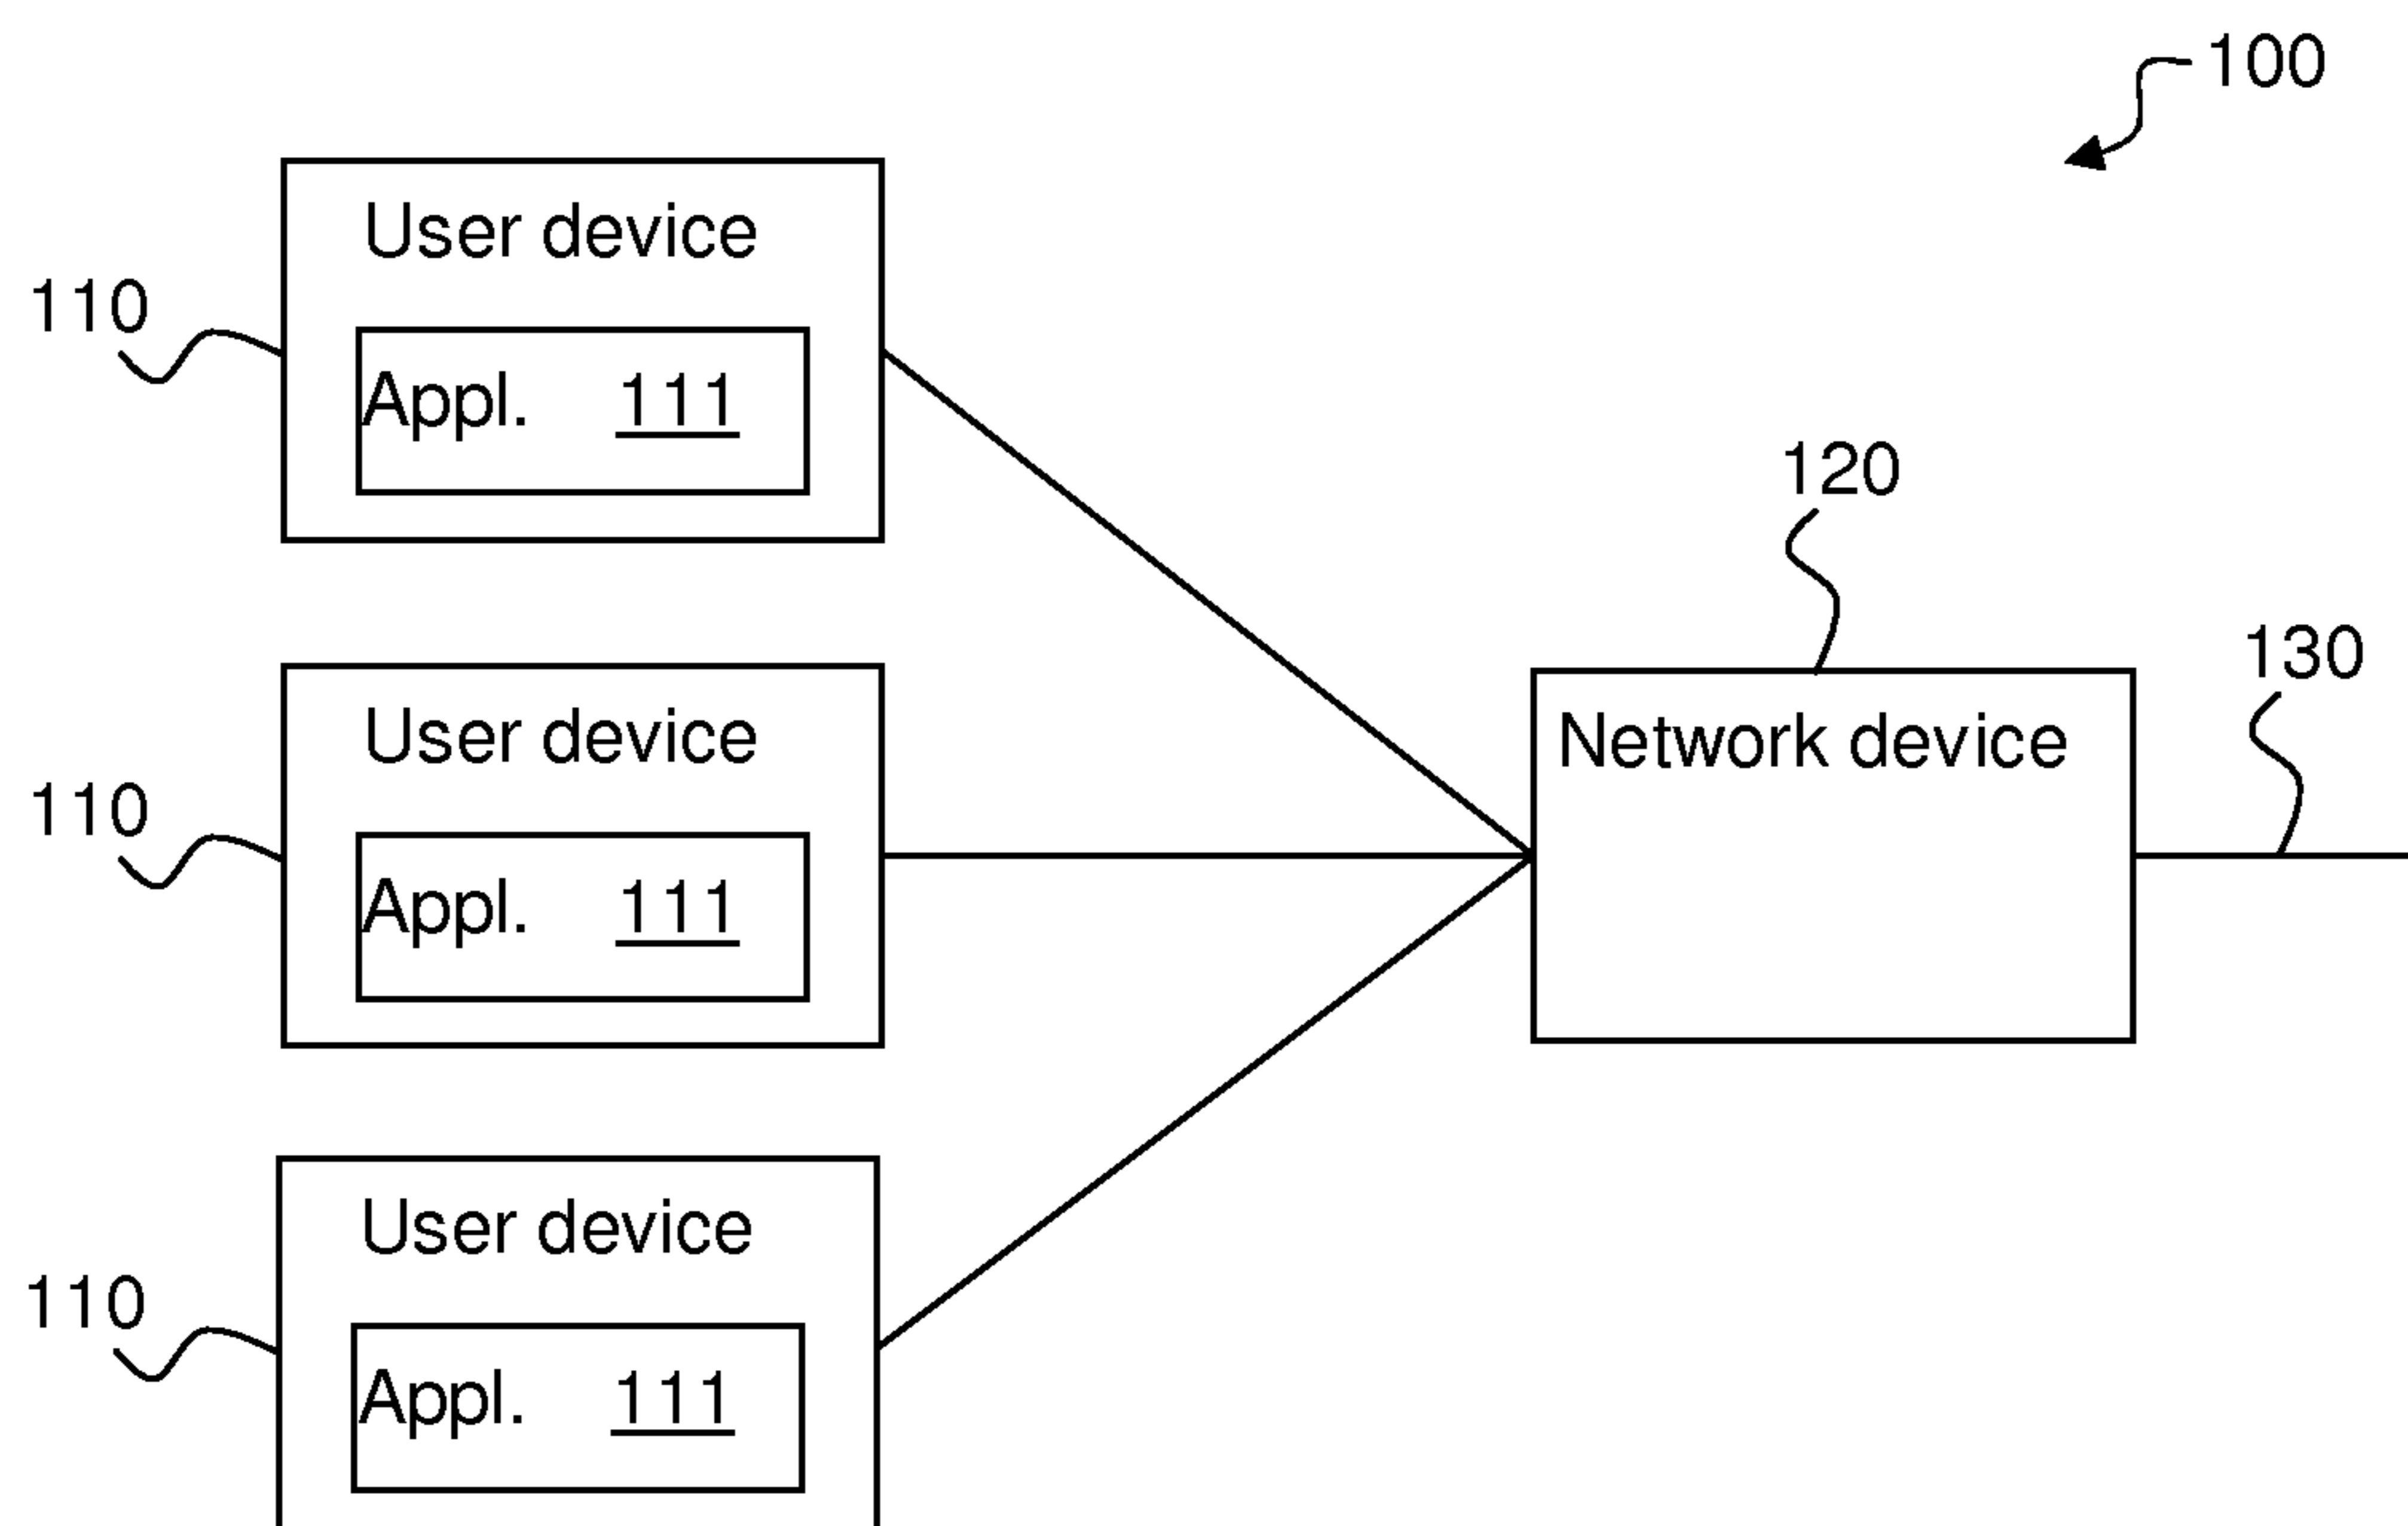 100
User device
110
Appl. 111
120
130
User device
Network device
110
Appl. 111
User device
110
Appl. 111